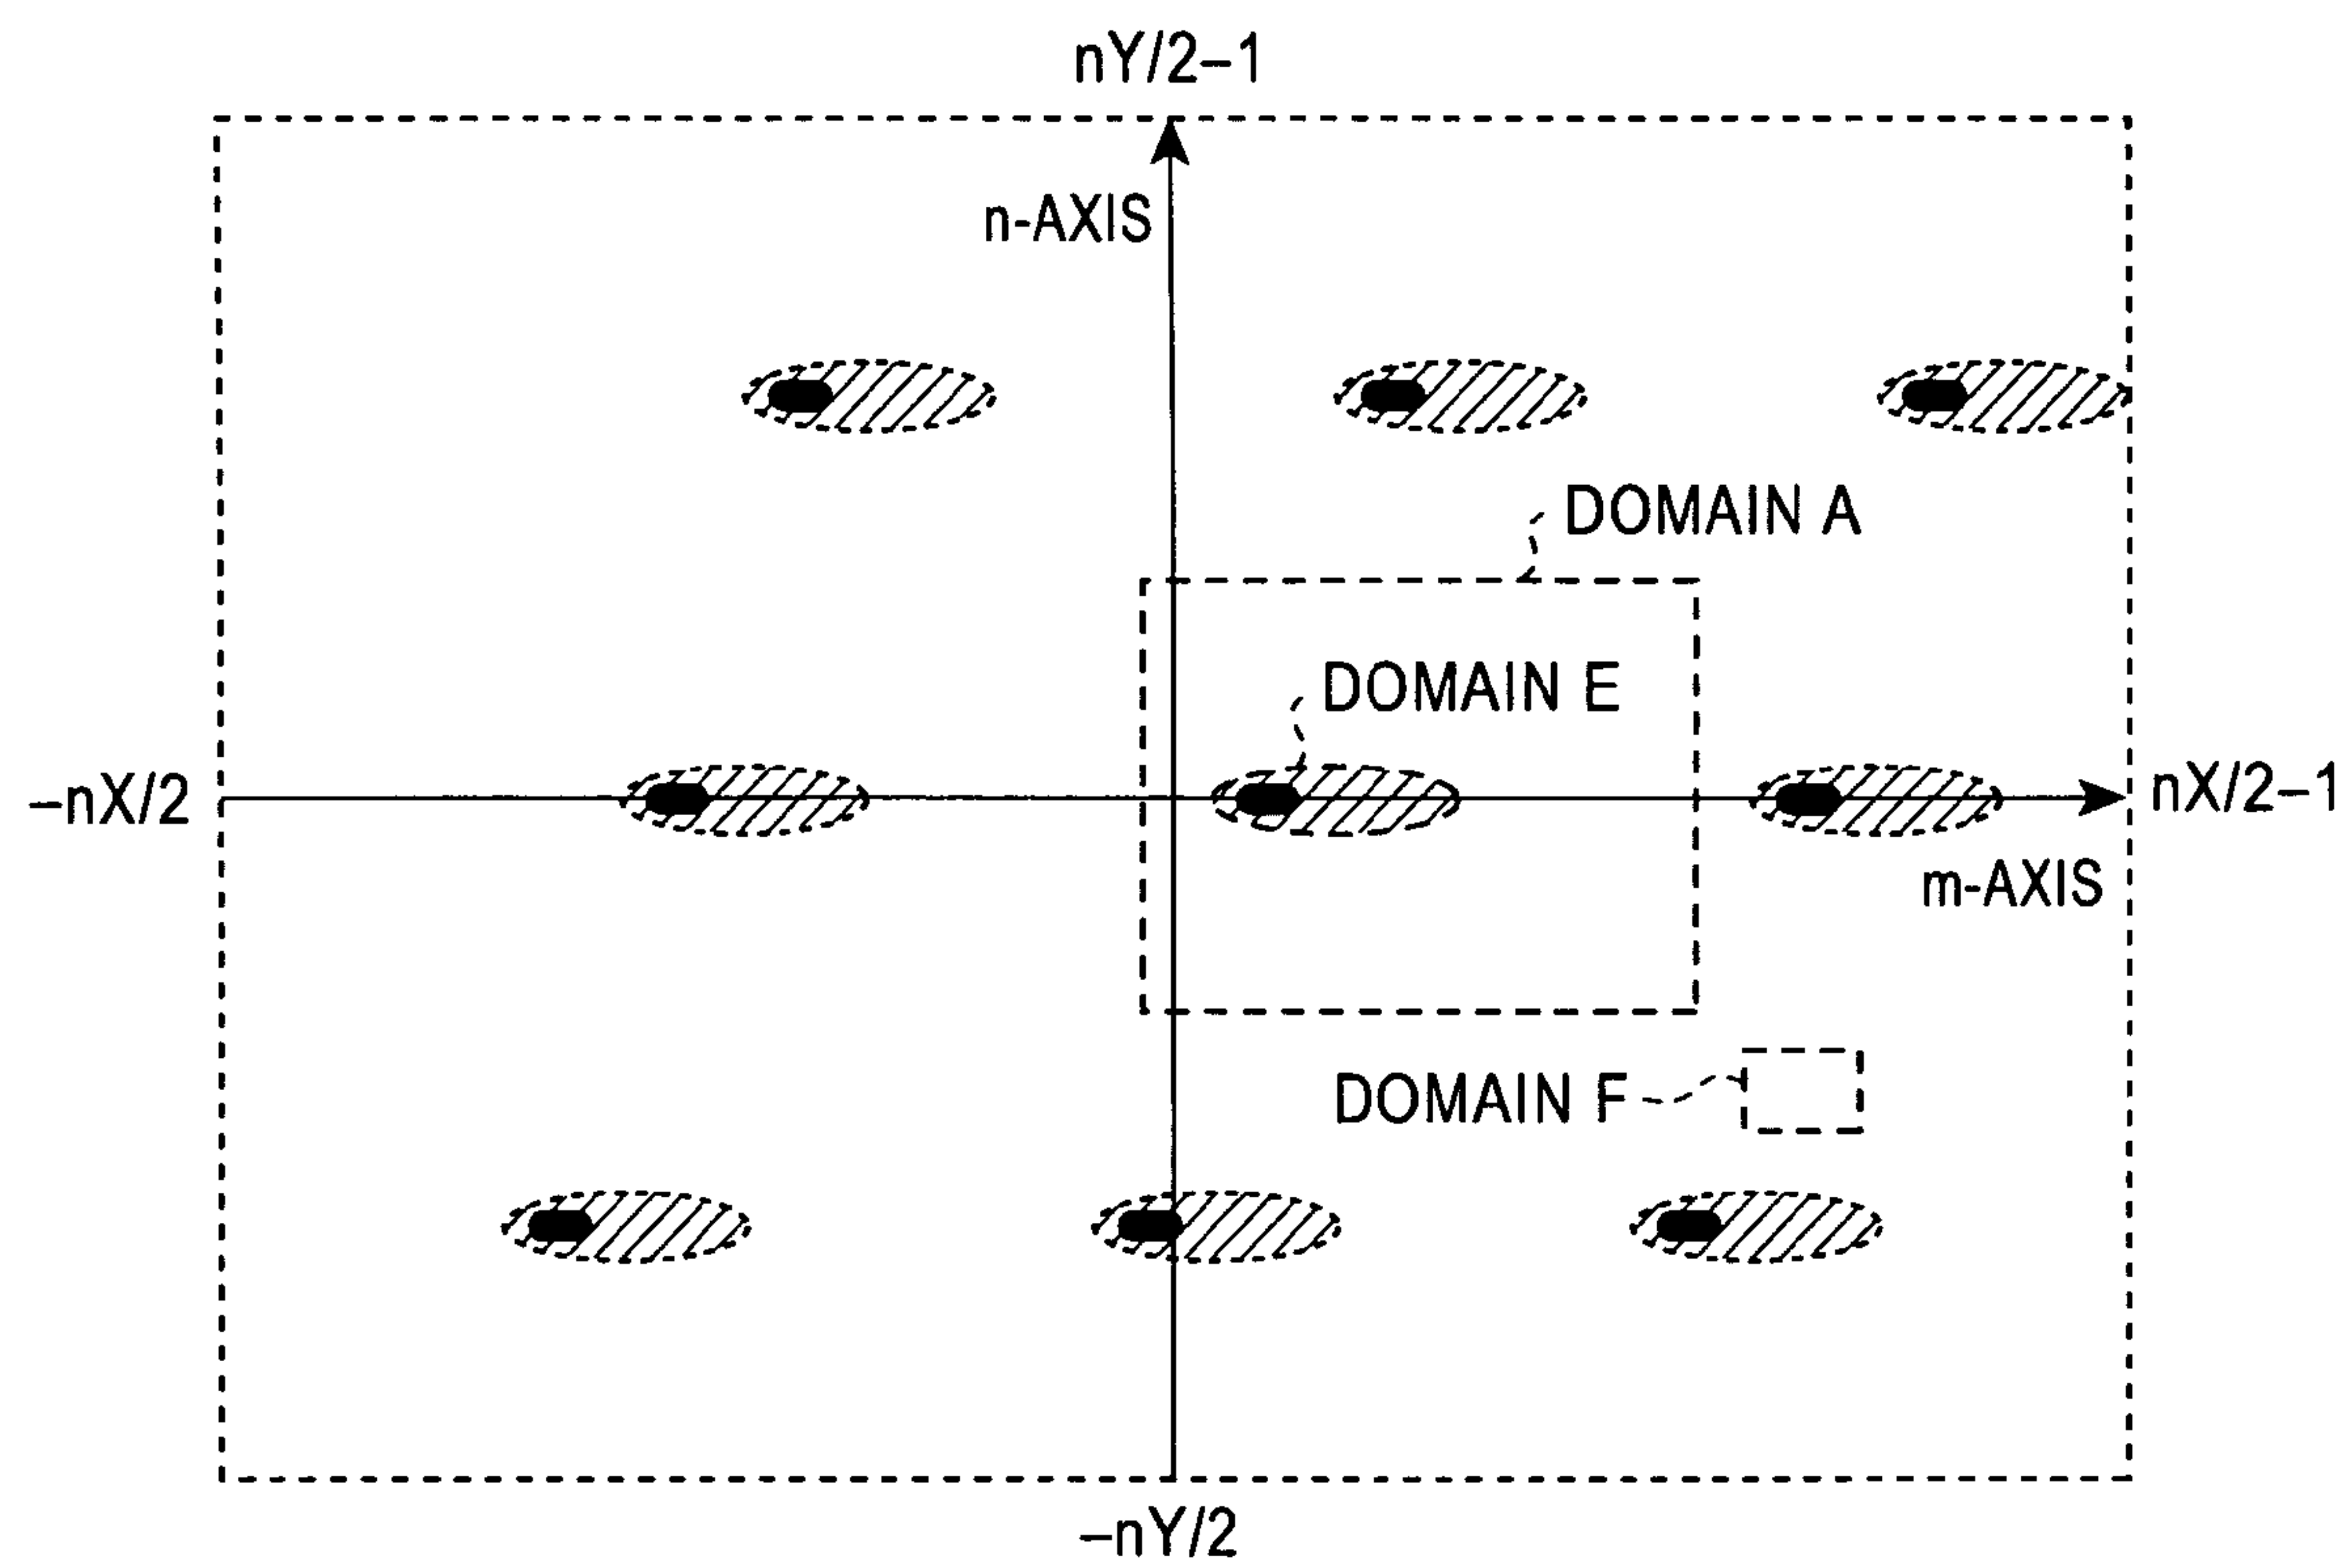 nY/2–1
n-AXIS
DOMAIN A
DOMAIN E
–nX/2
nX/2–1
m-AXIS
DOMAIN F
–nY/2